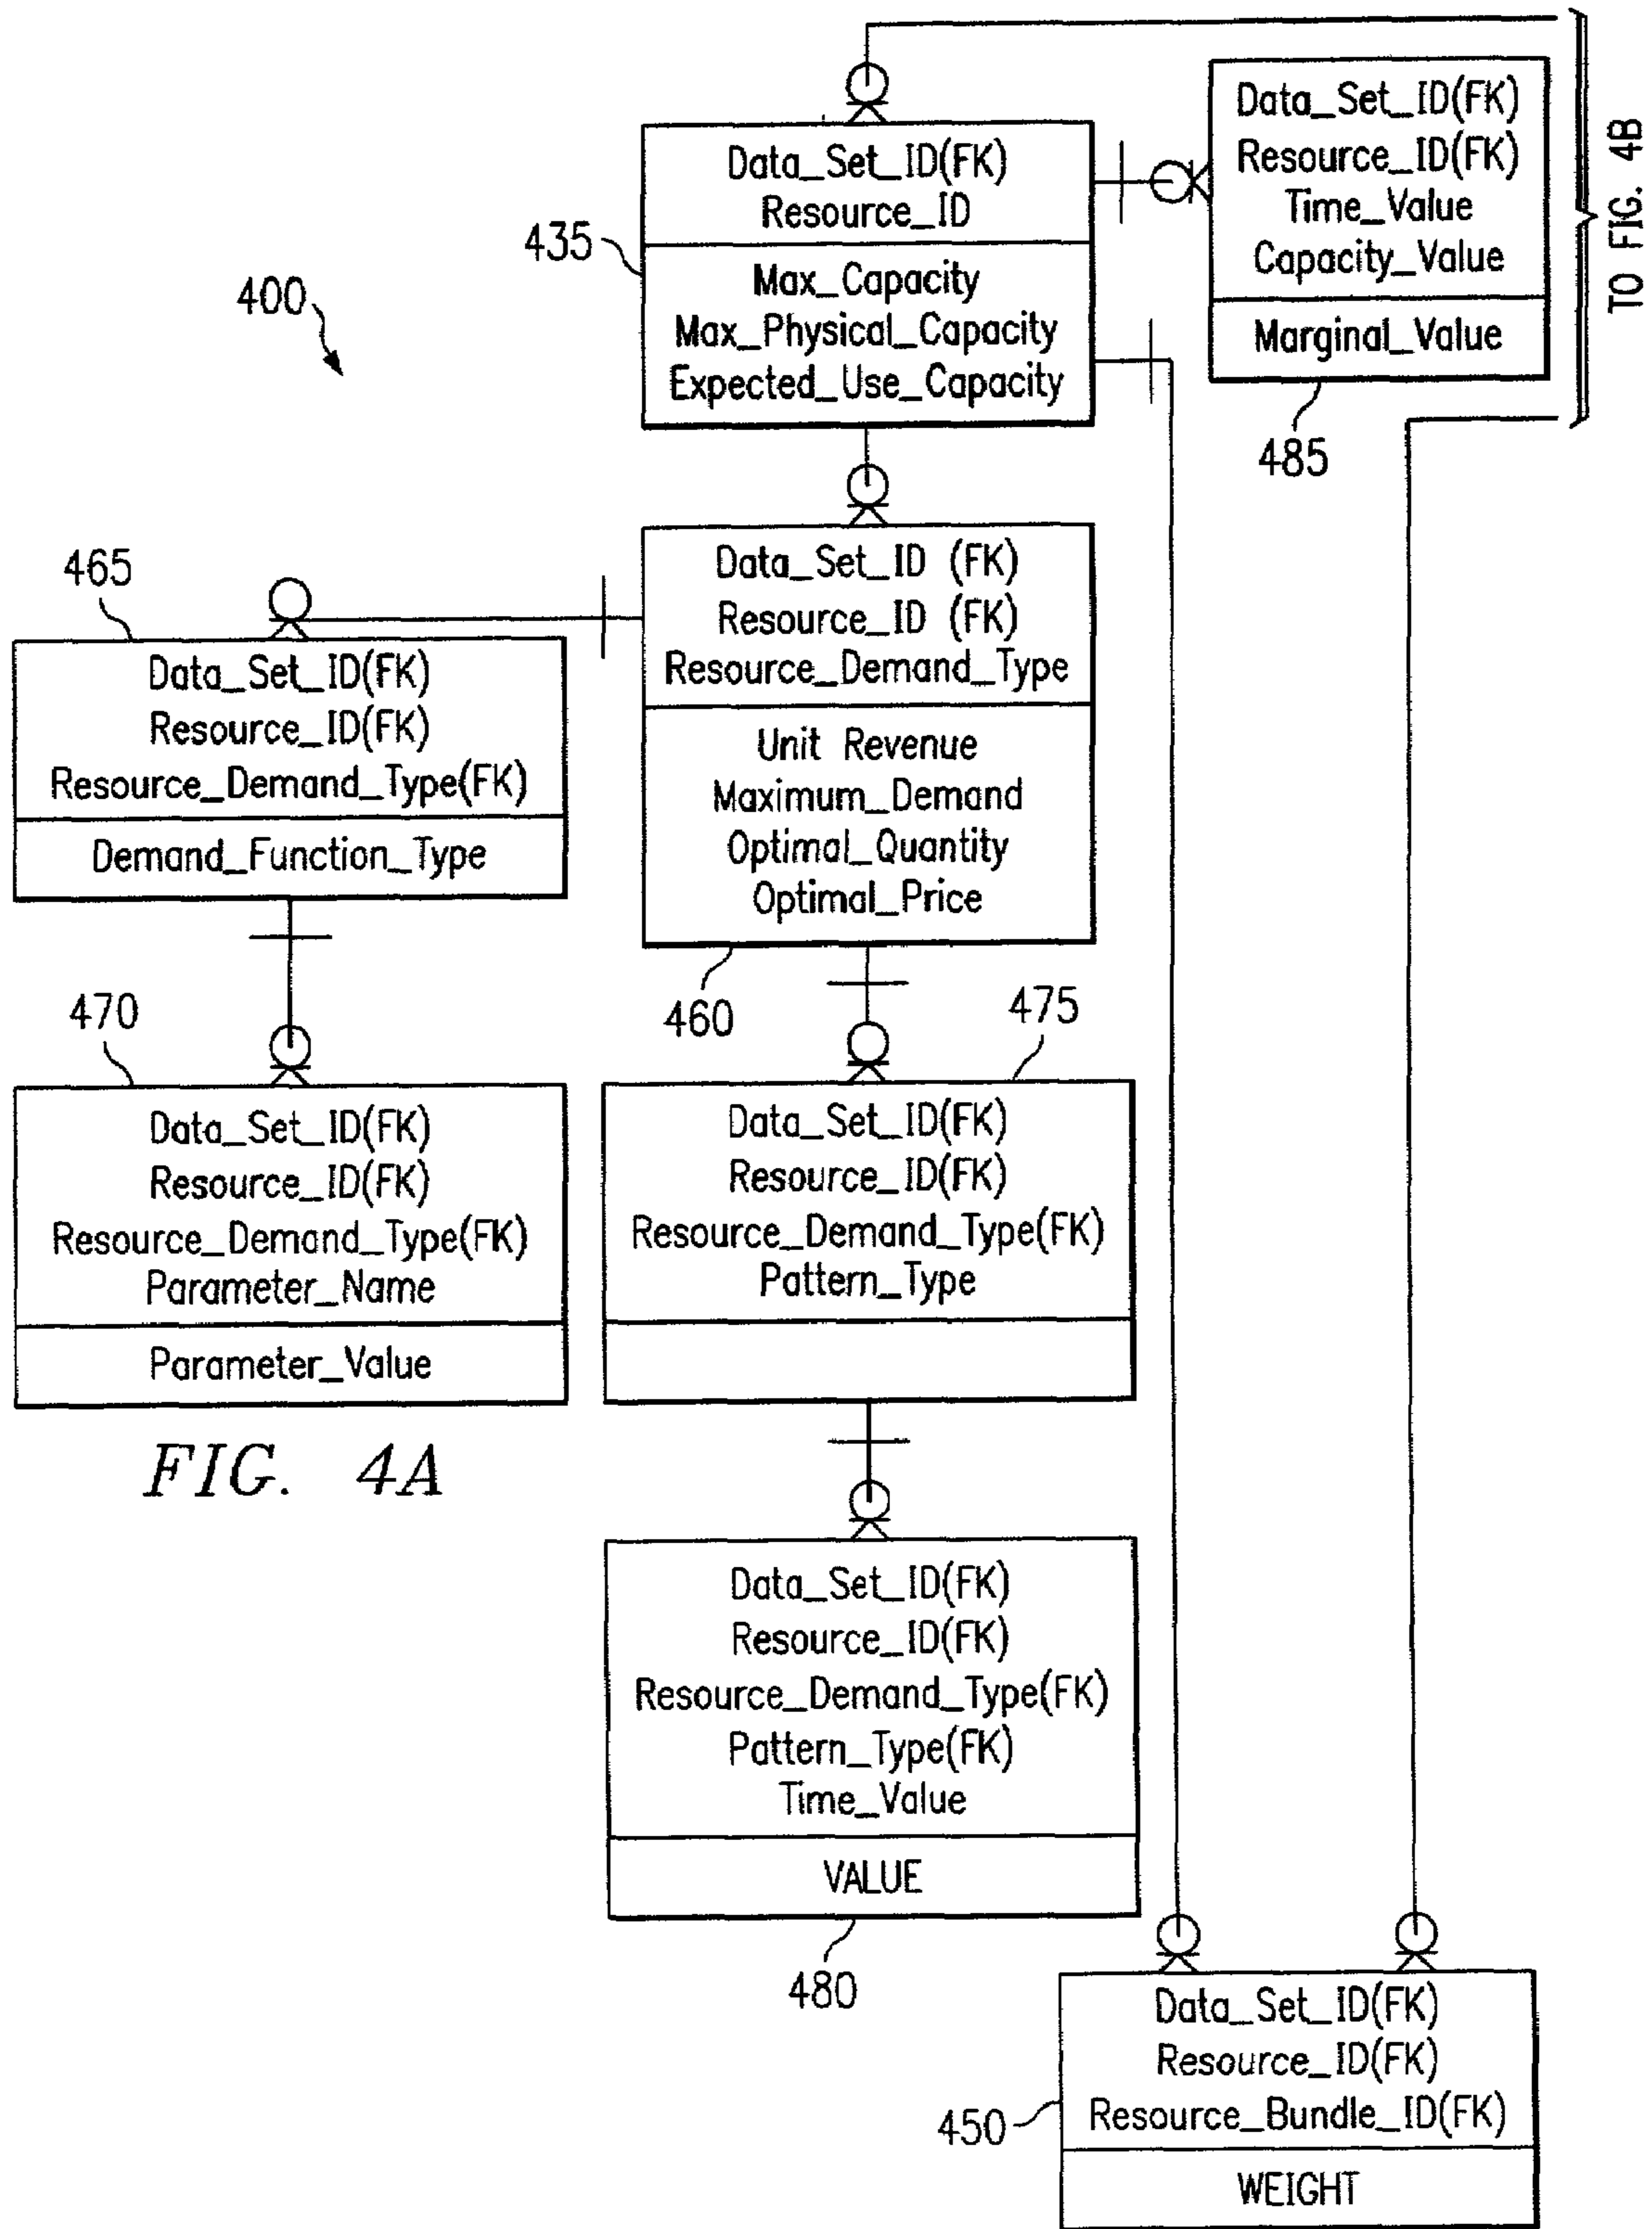 400
435
Data_Set_ID(FK)
Resource_ID
Max_Capacity
Max_Physical_Capacity
Expected_Use_Capacity
Data_Set_ID(FK)
Resource_ID(FK)
Time_Value
Capacity_Value
Marginal_Value
485
TO FIG. 4B
465
Data_Set_ID(FK)
Resource_ID(FK)
Resource_Demand_Type(FK)
Demand_Function_Type
Data_Set_ID (FK)
Resource_ID (FK)
Resource_Demand_Type
Unit Revenue
Maximum_Demand
Optimal_Quantity
Optimal_Price
460
470
Data_Set_ID(FK)
Resource_ID(FK)
Resource_Demand_Type(FK)
Parameter_Name
Parameter_Value
475
Data_Set_ID(FK)
Resource_ID(FK)
Resource_Demand_Type(FK)
Pattern_Type
FIG. 4A
Data_Set_ID(FK)
Resource_ID(FK)
Resource_Demand_Type(FK)
Pattern_Type(FK)
Time_Value
VALUE
480
450
Data_Set_ID(FK)
Resource_ID(FK)
Resource_Bundle_ID(FK)
WEIGHT